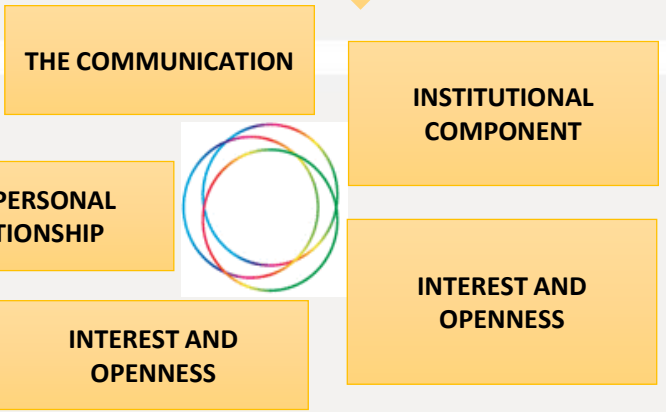 THE COMMUNICATION
INSTITUTIONAL
COMPONENT
PERSONAL
TIONSHIP
INTEREST AND
OPENNESS
INTEREST AND
OPENNESS